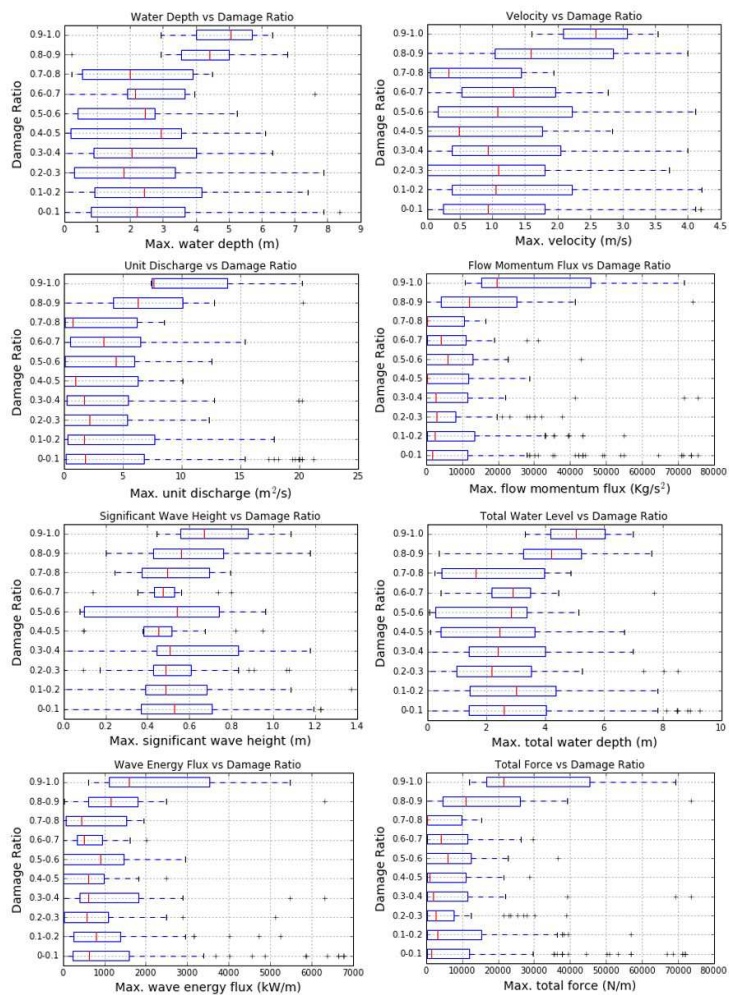 Water Depth vs Damage Ratio
Damage Ratio
0.9-1.0
0.8-0.9
0.7-0.8
0.6-0.7
0.5-0.6
0.4-0.5
0.3-0.4
0.2-0.3
0.1-0.2
0-0.1
0 1 2 3 4 5 6 7 8 9
Max. water depth (m)
Velocity vs Damage Ratio
Damage Ratio
0.9-1.0
0.8-0.9
0.7-0.8
0.6-0.7
0.5-0.6
0.4-0.5
0.3-0.4
0.2-0.3
0.1-0.2
0-0.1
0.0 0.5 1.0 1.5 2.0 2.5 3.0 3.5 4.0 4.5
Max. velocity (m/s)
Unit Discharge vs Damage Ratio
Damage Ratio
0.9-1.0
0.8-0.9
0.7-0.8
0.6-0.7
0.5-0.6
0.4-0.5
0.3-0.4
0.2-0.3
0.1-0.2
0-0.1
0 5 10 15 20 25
Max. unit discharge (m²/s)
Flow Momentum Flux vs Damage Ratio
Damage Ratio
0.9-1.0
0.8-0.9
0.7-0.8
0.6-0.7
0.5-0.6
0.4-0.5
0.3-0.4
0.2-0.3
0.1-0.2
0-0.1
0 10000 20000 30000 40000 50000 60000 70000 80000
Max. flow momentum flux (Kg/s²)
Significant Wave Height vs Damage Ratio
Damage Ratio
0.9-1.0
0.8-0.9
0.7-0.8
0.6-0.7
0.5-0.6
0.4-0.5
0.3-0.4
0.2-0.3
0.1-0.2
0-0.1
0.0 0.2 0.4 0.6 0.8 1.0 1.2 1.4
Max. significant wave height (m)
Total Water Level vs Damage Ratio
Damage Ratio
0.9-1.0
0.8-0.9
0.7-0.8
0.6-0.7
0.5-0.6
0.4-0.5
0.3-0.4
0.2-0.3
0.1-0.2
0-0.1
0 2 4 6 8 10
Max. total water depth (m)
Wave Energy Flux vs Damage Ratio
Damage Ratio
0.9-1.0
0.8-0.9
0.7-0.8
0.6-0.7
0.5-0.6
0.4-0.5
0.3-0.4
0.2-0.3
0.1-0.2
0-0.1
0 1000 2000 3000 4000 5000 6000 7000
Max. wave energy flux (kW/m)
Total Force vs Damage Ratio
Damage Ratio
0.9-1.0
0.8-0.9
0.7-0.8
0.6-0.7
0.5-0.6
0.4-0.5
0.3-0.4
0.2-0.3
0.1-0.2
0-0.1
0 10000 20000 30000 40000 50000 60000 70000 80000
Max. total force (N/m)